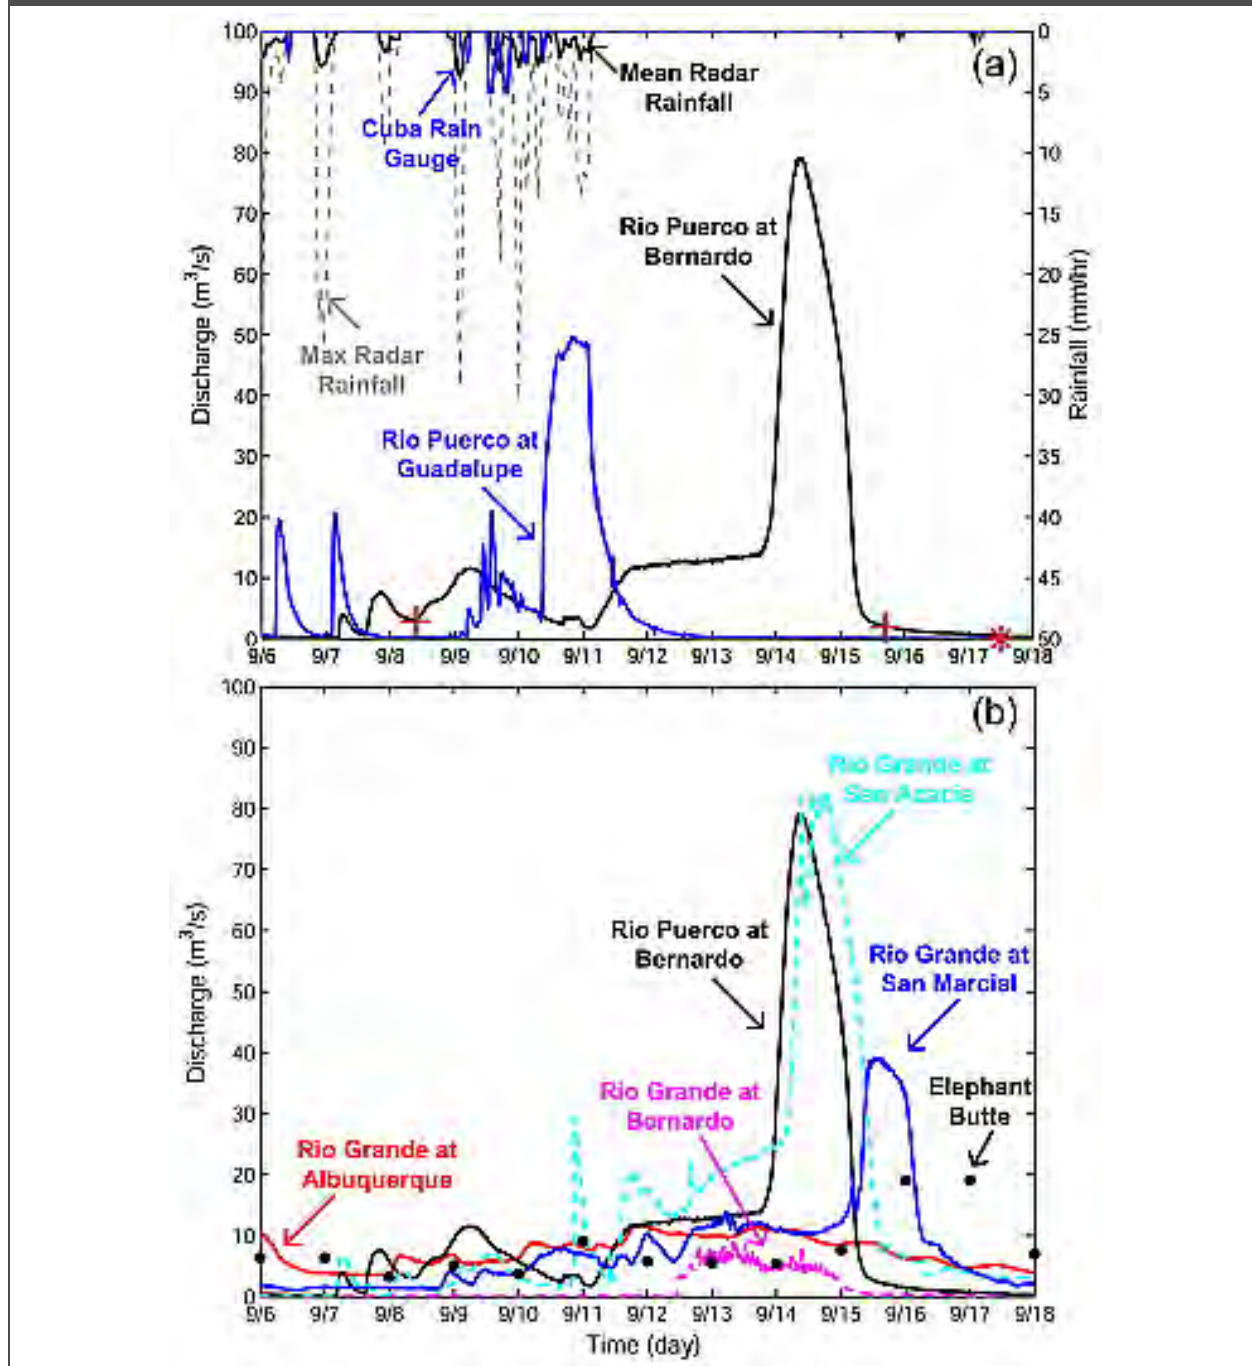 100
90
80
70
60
50
40
30
20
10
0
Discharge (m³/s)
0
5
10
15
20
25
30
35
40
45
50
Rainfall (mm/hr)
(a)
Mean Radar
Rainfall
Cuba Rain
Gauge
Rio Puerco at
Bernardo
Max Radar
Rainfall
Rio Puerco at
Guadalupe
9/6 9/7 9/8 9/9 9/10 9/11 9/12 9/13 9/14 9/15 9/16 9/17 9/18
100
90
80
70
60
50
40
30
20
10
0
Discharge (m³/s)
(b)
Rio Grande at
San Acacia
Rio Puerco at
Bernardo
Rio Grande at
San Marcial
Rio Grande at
Bernardo
Elephant
Butte
Rio Grande at
Albuquerque
9/6 9/7 9/8 9/9 9/10 9/11 9/12 9/13 9/14 9/15 9/16 9/17 9/18
Time (day)